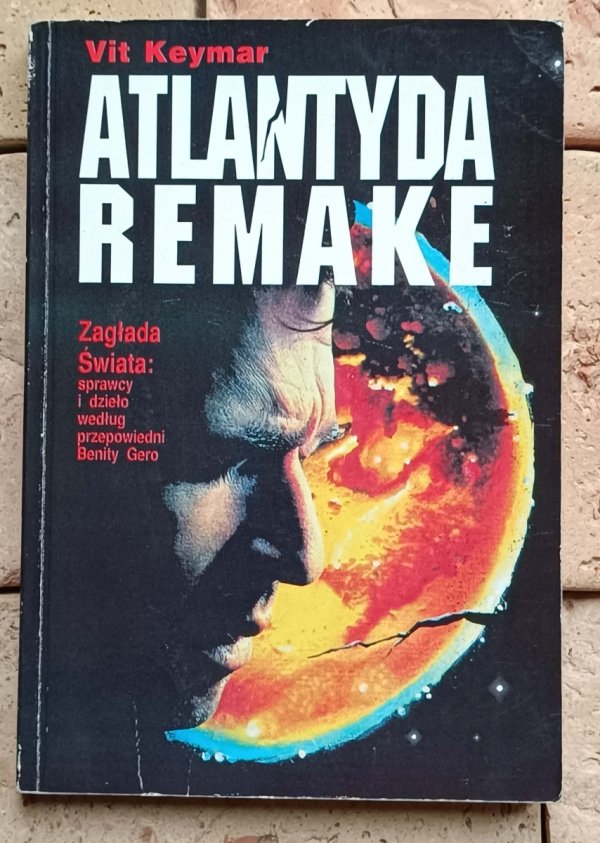 Vit Keymar
ATLANTYDA
REMAKE
Zagłada
Świata:
sprawcy
i dzieło
według
przepowiedni
Benity Gero